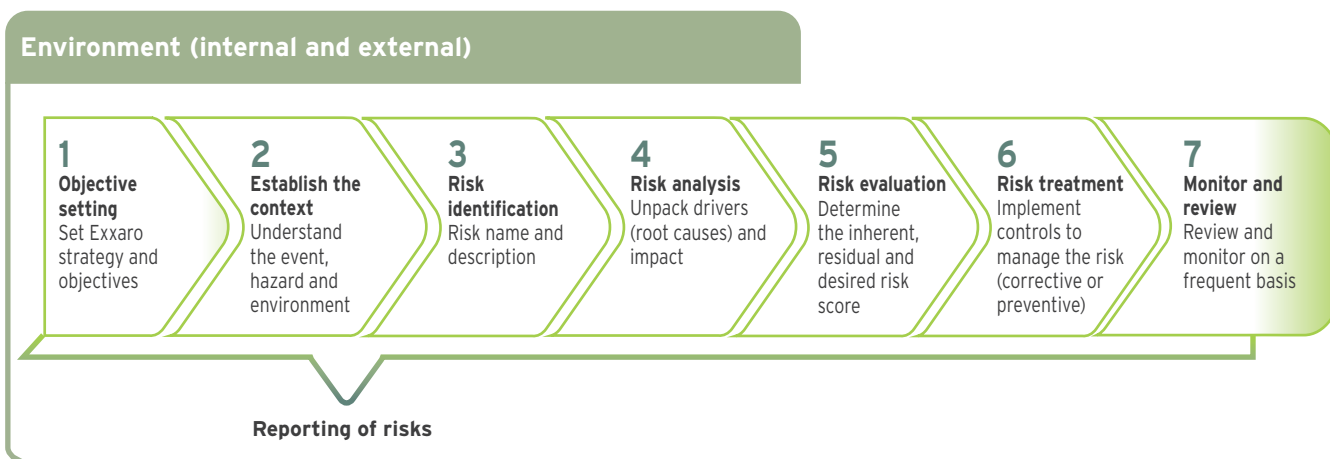 Environment (internal and external)
1
Objective
setting
Set Exxaro
strategy and
objectives
2
Establish the
context
Understand
the event,
hazard and
environment
3
Risk
identification
Risk name and
description
4
Risk analysis
Unpack drivers
(root causes) and
impact
5
Risk evaluation
Determine
the inherent,
residual and
desired risk
score
6
Risk treatment
Implement
controls to
manage the risk
(corrective or
preventive)
7
Monitor and
review
Review and
monitor on a
frequent basis
Reporting of risks